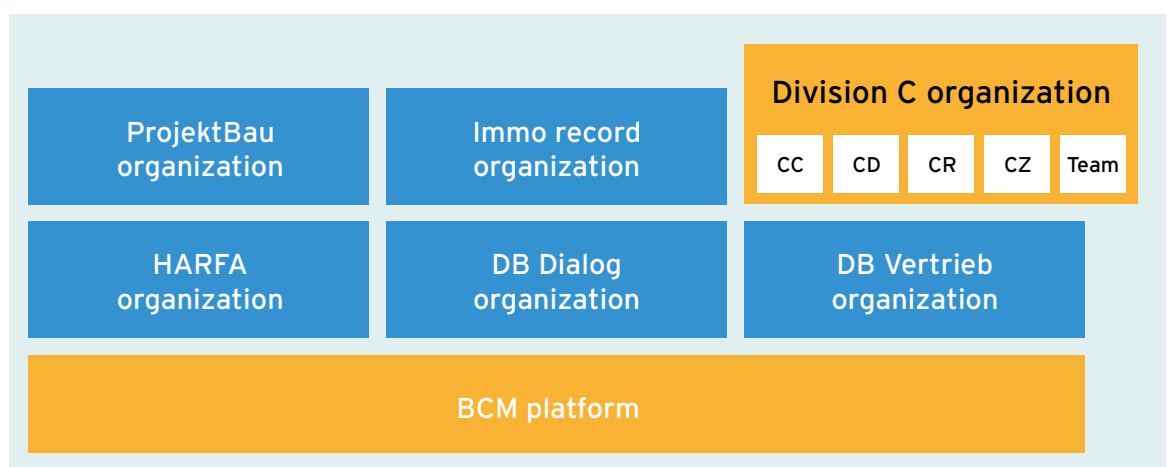 Division C organization
ProjektBau
organization
Immo record
organization
CC
CD
CR
CZ
Team
HARFA
organization
DB Dialog
organization
DB Vertrieb
organization
BCM platform